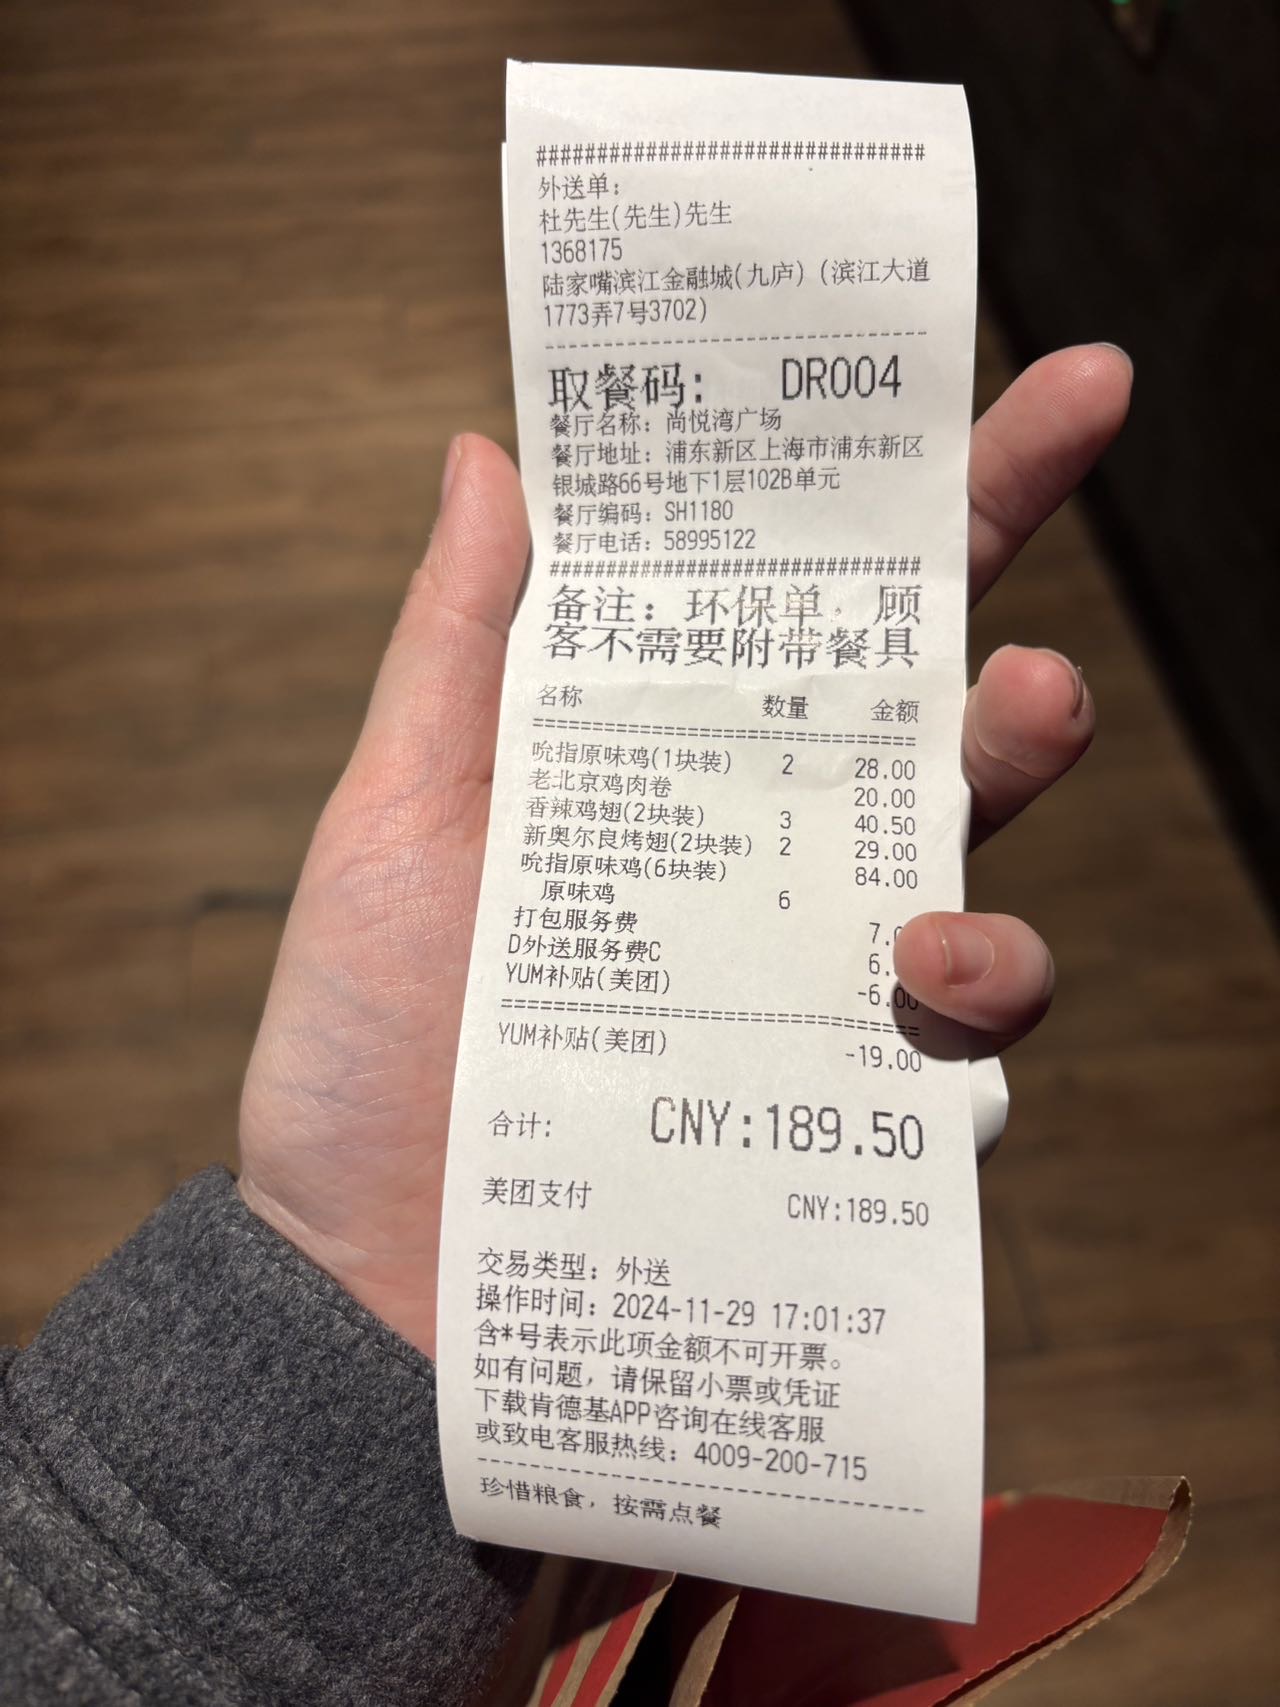 ################################
外送单:
杜先生(先生)先生
1368175
陆家嘴滨江金融城(九庐) (滨江大道
1773弄7号3702)
--------------------------------
取餐码: DR004
餐厅名称: 尚悦湾广场
餐厅地址: 浦东新区上海市浦东新区
银城路66号地下1层102B单元
餐厅编码: SH1180
餐厅电话: 58995122
################################
备注: 环保单, 顾
客不需要附带餐具
名称 数量 金额
================================
吮指原味鸡(1块装) 2 28.00
老北京鸡肉卷 20.00
香辣鸡翅(2块装) 3 40.50
新奥尔良烤翅(2块装) 2 29.00
吮指原味鸡(6块装) 84.00
原味鸡 6
打包服务费 7.
D外送服务费C 6.
YUM补贴(美团) -6.00
================================
YUM补贴(美团) -19.00
合计: CNY:189.50
美团支付 CNY:189.50
交易类型: 外送
操作时间: 2024-11-29 17:01:37
含*号表示此项金额不可开票。
如有问题, 请保留小票或凭证
下载肯德基APP咨询在线客服
或致电客服热线: 4009-200-715
--------------------------------
珍惜粮食, 按需点餐